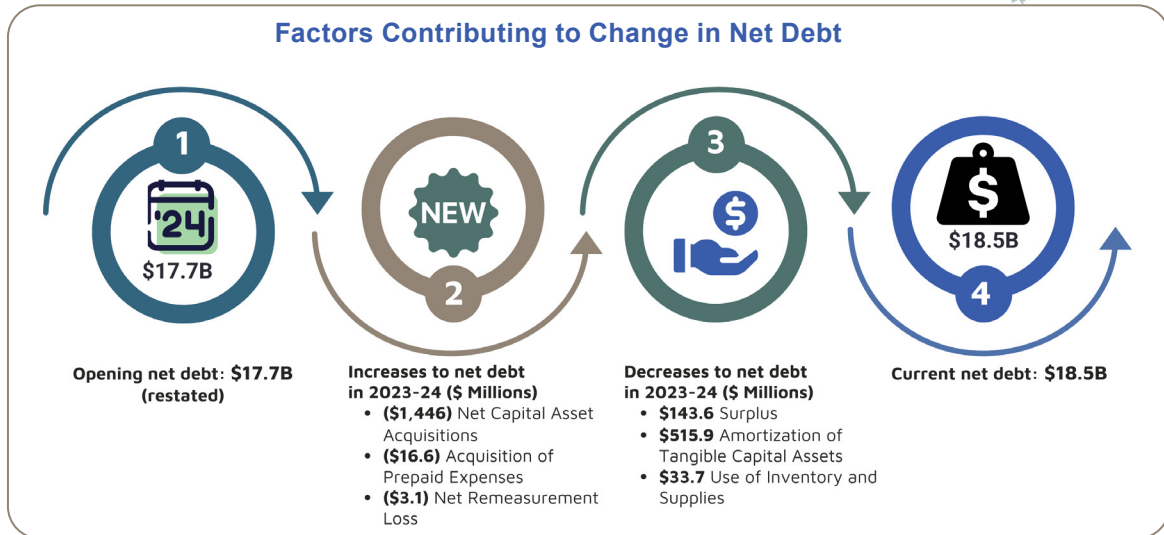 Factors Contributing to Change in Net Debt
1
'24
$17.7B
Opening net debt: $17.7B
(restated)
NEW
2
Increases to net debt
in 2023-24 ($ Millions)
• ($1,446) Net Capital Asset
Acquisitions
• ($16.6) Acquisition of
Prepaid Expenses
• ($3.1) Net Remeasurement
Loss
3
$
Decreases to net debt
in 2023-24 ($ Millions)
• $143.6 Surplus
• $515.9 Amortization of
Tangible Capital Assets
• $33.7 Use of Inventory and
Supplies
$
$18.5B
4
Current net debt: $18.5B